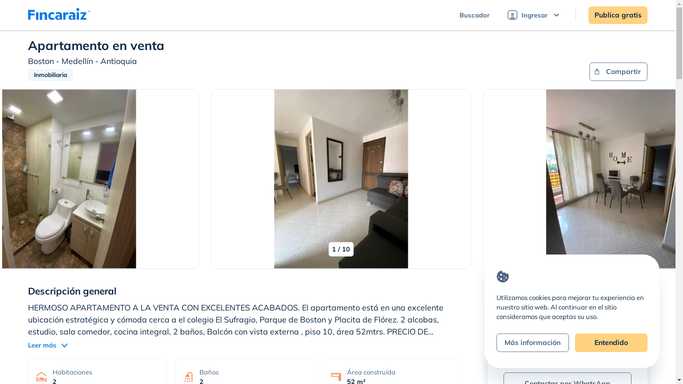 Fincaraiz
Buscador
Ingresar
Publica gratis
Apartamento en venta
Boston - Medellín - Antioquia
Inmobiliaria
Compartir
HOME
1 / 10
Descripción general
HERMOSO APARTAMENTO A LA VENTA CON EXCELENTES ACABADOS. El apartamento está en una excelente
ubicación estratégica y cómoda cerca a el colegio El Sufragio, Parque de Boston y Placita de Flórez. 2 alcobas,
estudio, sala comedor, cocina integral, 2 baños, Balcón con vista externa , piso 10, área 52mtrs. PRECIO DE...
Leer más
Habitaciones
2
Baños
2
Área construida
52 m²
Utilizamos cookies para mejorar tu experiencia en
nuestro sitio web. Al continuar en el sitio
consideramos que aceptas su uso.
Más información
Entendido
Contactar por WhatsApp